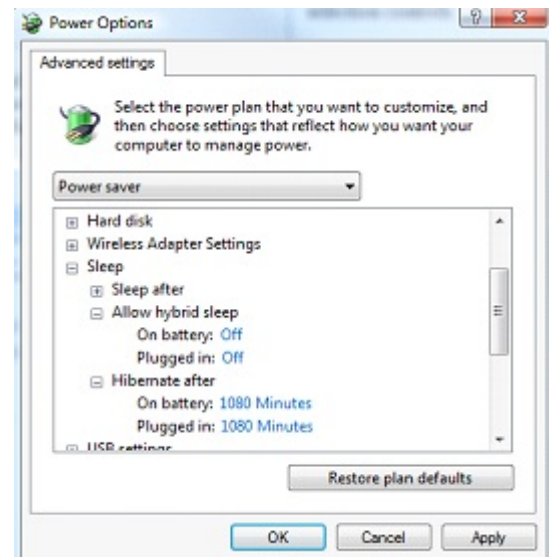 Power Options
Advanced settings
Select the power plan that you want to customize, and
then choose settings that reflect how you want your
computer to manage power.
Power saver
Hard disk
Wireless Adapter Settings
Sleep
Sleep after
Allow hybrid sleep
On battery: Off
Plugged in: Off
Hibernate after
On battery: 1080 Minutes
Plugged in: 1080 Minutes
USB settings
Restore plan defaults
OK Cancel Apply